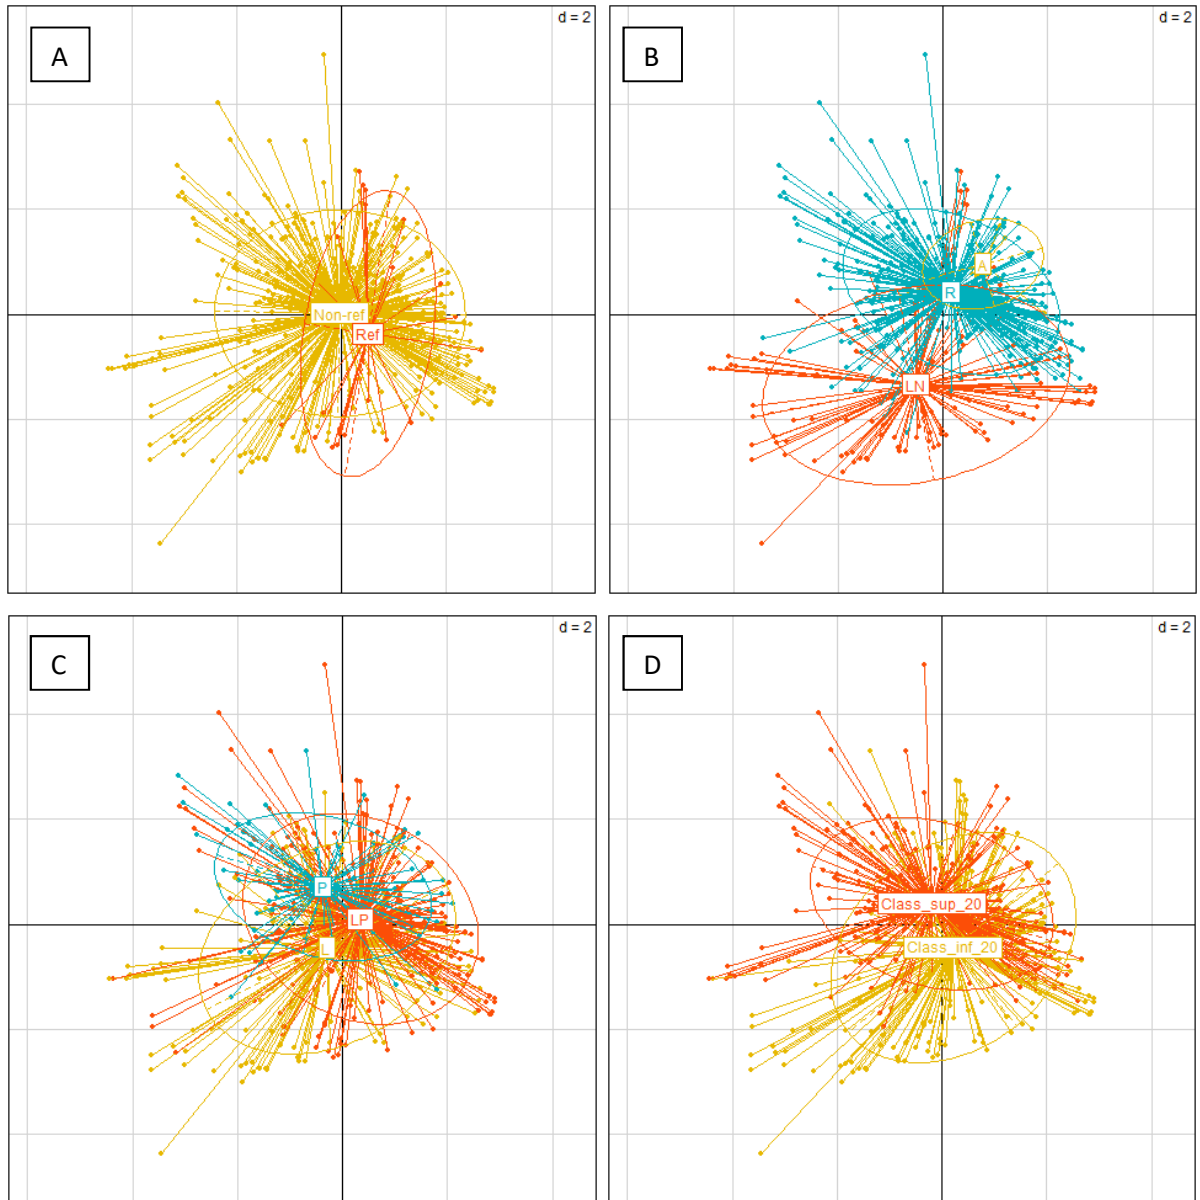 A
d = 2
Non-ref
Ref
B
d = 2
A
R
LN
C
d = 2
P
LP
L
D
d = 2
Class_sup_20
Class_inf_20